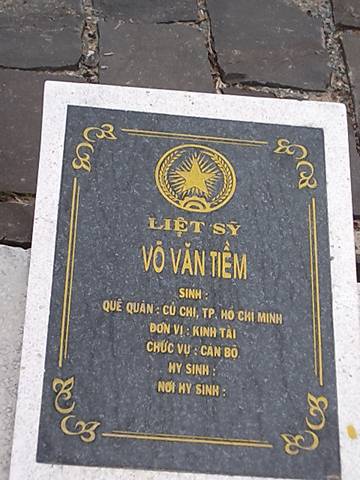 LIỆT SỸ
VÕ VĂN TIỀM
SINH :
QUÊ QUÁN : CỦ CHI, TP. HỒ CHÍ MINH
ĐƠN VỊ : KINH TÀI
CHỨC VỤ : CÁN BỘ
HY SINH :
NƠI HY SINH :